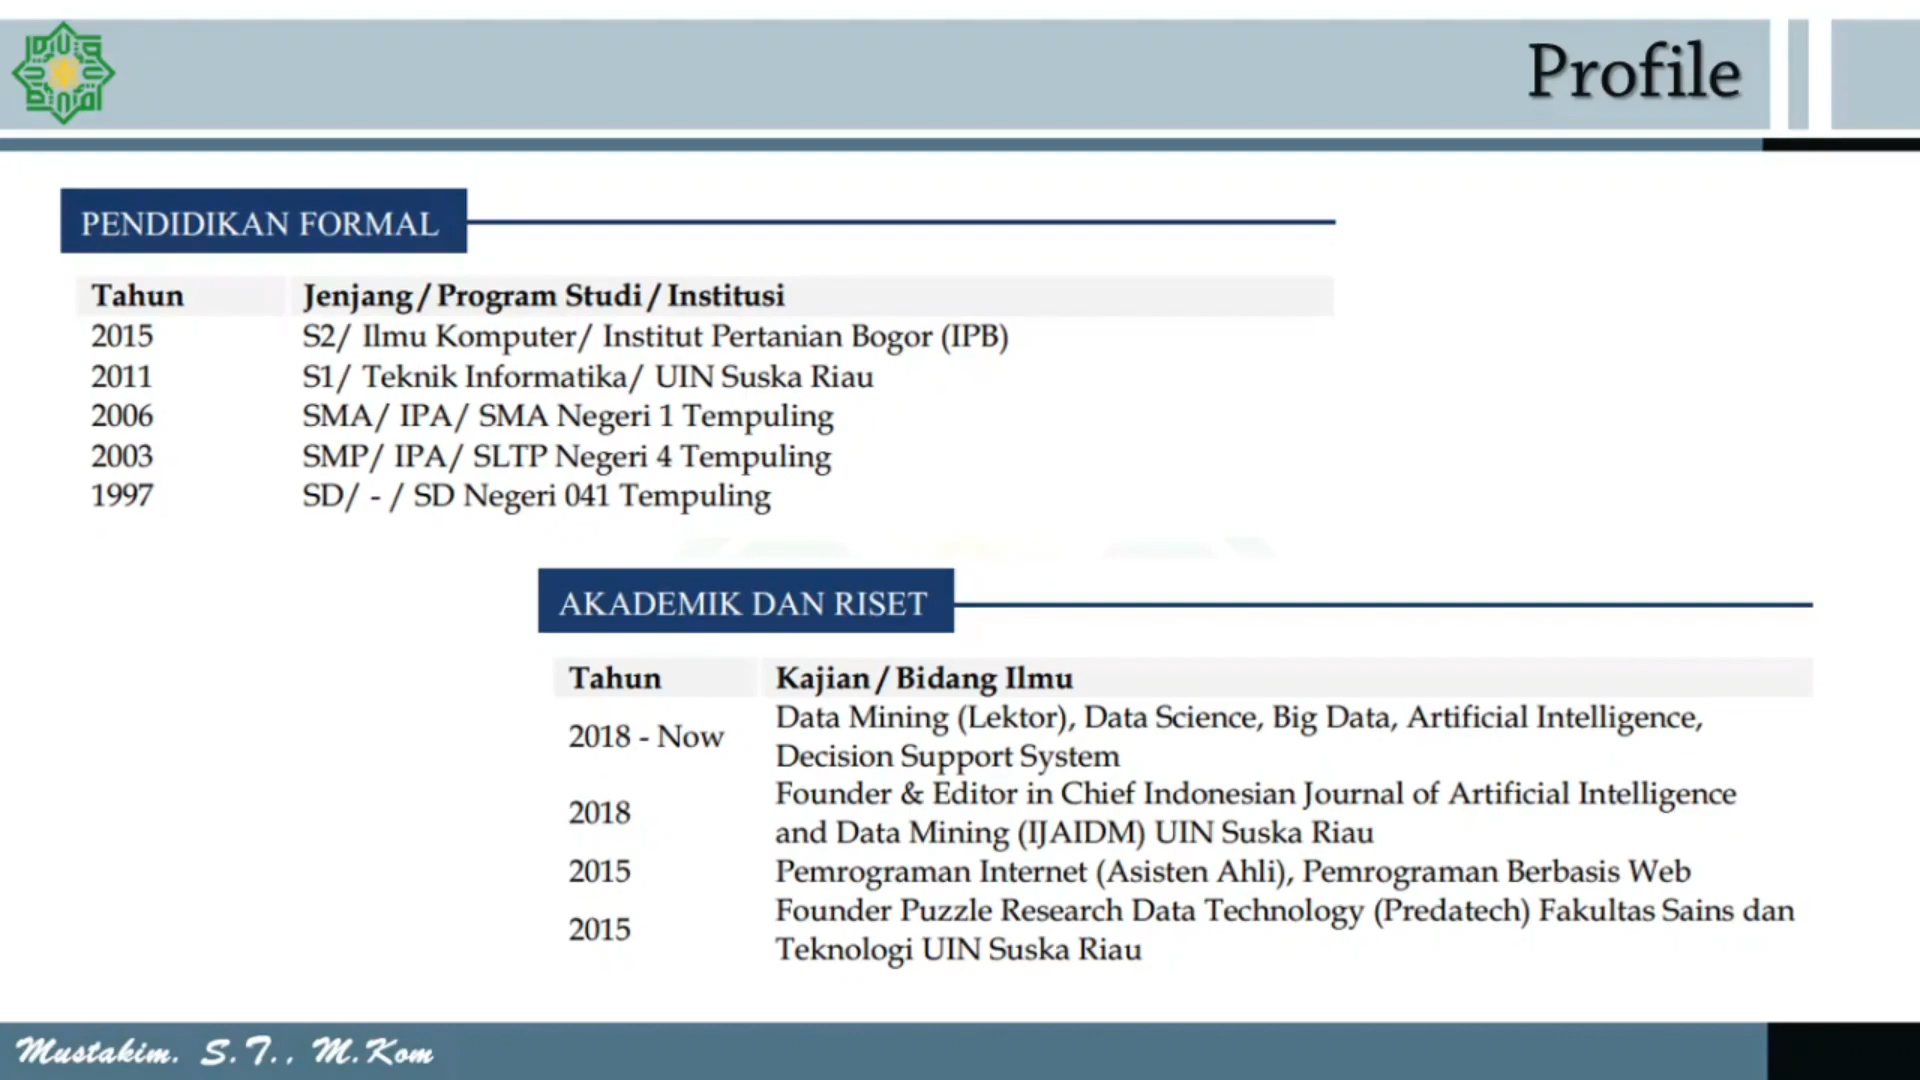 Profile
PENDIDIKAN FORMAL
Tahun Jenjang / Program Studi / Institusi
2015 S2/ Ilmu Komputer/ Institut Pertanian Bogor (IPB)
2011 S1/ Teknik Informatika/ UIN Suska Riau
2006 SMA/ IPA/ SMA Negeri 1 Tempuling
2003 SMP/ IPA/ SLTP Negeri 4 Tempuling
1997 SD/ - / SD Negeri 041 Tempuling
AKADEMIK DAN RISET
Tahun Kajian / Bidang Ilmu
2018 - Now Data Mining (Lektor), Data Science, Big Data, Artificial Intelligence,
Decision Support System
2018 Founder & Editor in Chief Indonesian Journal of Artificial Intelligence
and Data Mining (IJAIDM) UIN Suska Riau
2015 Pemrograman Internet (Asisten Ahli), Pemrograman Berbasis Web
2015 Founder Puzzle Research Data Technology (Predatech) Fakultas Sains dan
Teknologi UIN Suska Riau
Mustakim. S.T., M.Kom